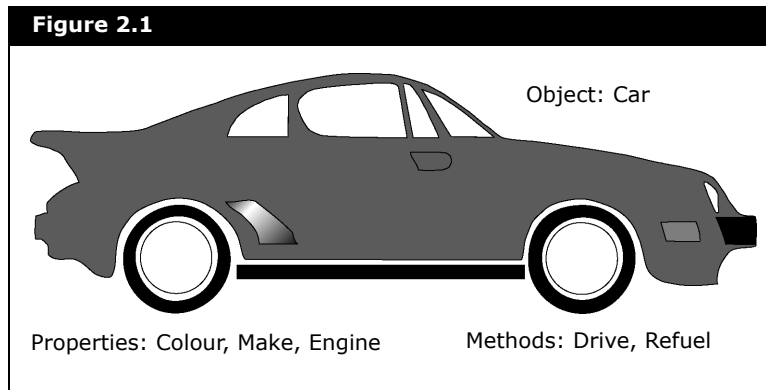 Figure 2.1
Object: Car
Properties: Colour, Make, Engine
Methods: Drive, Refuel